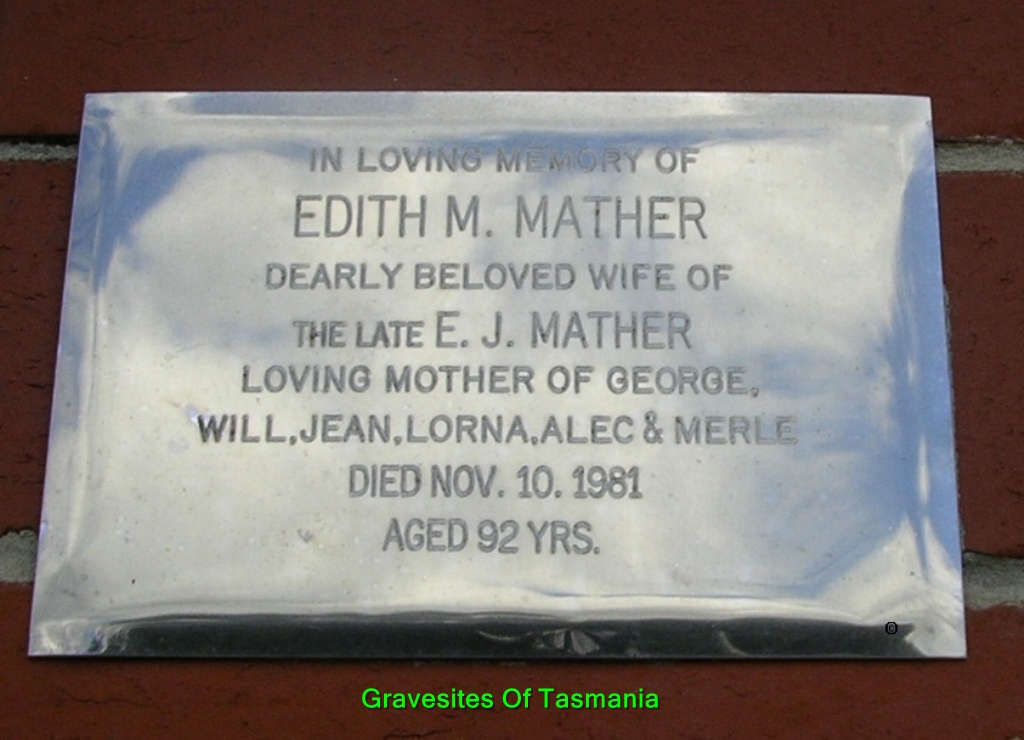 IN LOVING MEMORY OF
EDITH M. MATHER
DEARLY BELOVED WIFE OF
THE LATE E. J. MATHER
LOVING MOTHER OF GEORGE,
WILL, JEAN, LORNA, ALEC & MERLE
DIED NOV. 10. 1981
AGED 92 YRS.
©
Gravesites Of Tasmania